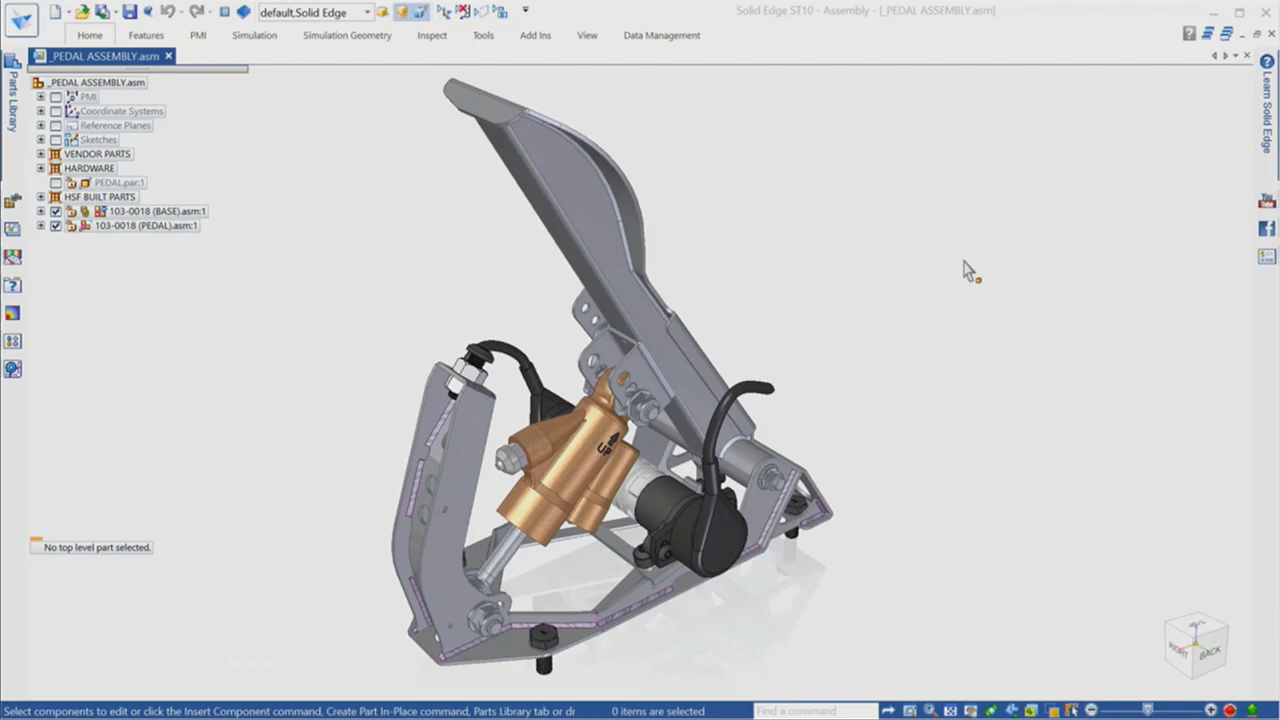 default,Solid Edge
Solid Edge ST10 - Assembly - [_PEDAL ASSEMBLY.asm]
Home Features PMI Simulation Simulation Geometry Inspect Tools Add Ins View Data Management
_PEDAL ASSEMBLY.asm
Parts Library
Learn Solid Edge
_PEDAL ASSEMBLY.asm
PMI
Coordinate Systems
Reference Planes
Sketches
VENDOR PARTS
HARDWARE
PEDAL.par:1
HSF BUILT PARTS
103-0018 (BASE).asm:1
103-0018 (PEDAL).asm:1
You
Tube
UP
No top level part selected.
RIGHT
BACK
Select components to edit or click the Insert Component command, Create Part In-Place command, Parts Library tab or dr
0 items are selected
Find a command